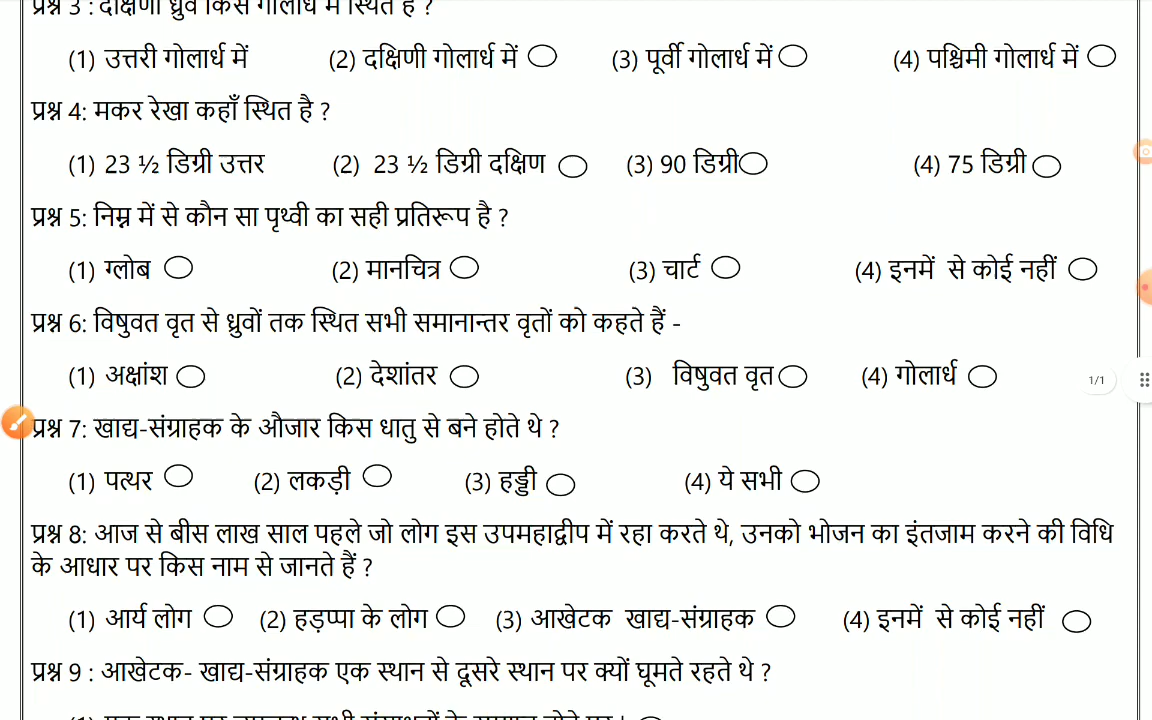 प्रश्न 3 : दक्षिणी ध्रुव किस गोलार्ध में स्थित है ?
(1) उत्तरी गोलार्ध में (2) दक्षिणी गोलार्ध में (3) पूर्वी गोलार्ध में (4) पश्चिमी गोलार्ध में
प्रश्न 4: मकर रेखा कहाँ स्थित है ?
(1) 23 ½ डिग्री उत्तर (2) 23 ½ डिग्री दक्षिण (3) 90 डिग्री (4) 75 डिग्री
प्रश्न 5: निम्न में से कौन सा पृथ्वी का सही प्रतिरूप है ?
(1) ग्लोब (2) मानचित्र (3) चार्ट (4) इनमें से कोई नहीं
प्रश्न 6: विषुवत वृत से ध्रुवों तक स्थित सभी समानान्तर वृतों को कहते हैं -
(1) अक्षांश (2) देशांतर (3) विषुवत वृत (4) गोलार्ध
1/1
प्रश्न 7: खाद्य-संग्राहक के औजार किस धातु से बने होते थे ?
(1) पत्थर (2) लकड़ी (3) हड्डी (4) ये सभी
प्रश्न 8: आज से बीस लाख साल पहले जो लोग इस उपमहाद्वीप में रहा करते थे, उनको भोजन का इंतजाम करने की विधि
के आधार पर किस नाम से जानते हैं ?
(1) आर्य लोग (2) हड़प्पा के लोग (3) आखेटक खाद्य-संग्राहक (4) इनमें से कोई नहीं
प्रश्न 9 : आखेटक- खाद्य-संग्राहक एक स्थान से दूसरे स्थान पर क्यों घूमते रहते थे ?